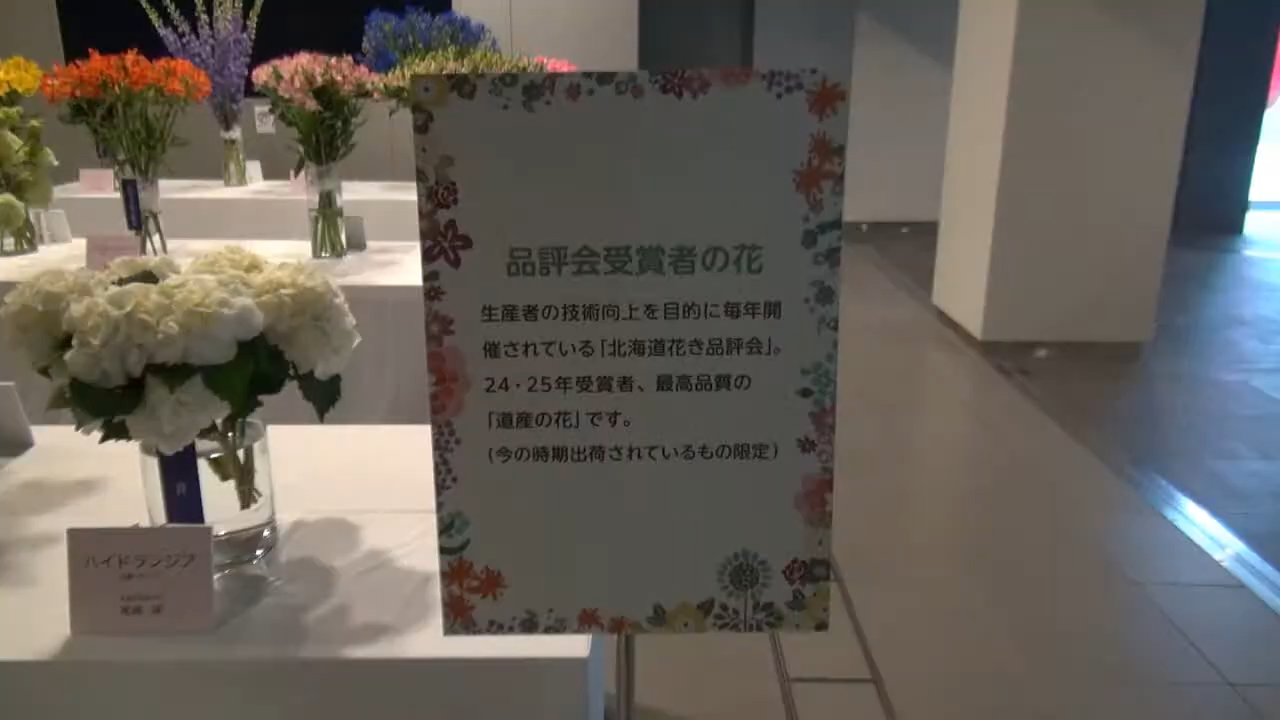 品評会受賞者の花
生産者の技術向上を目的に毎年開
催されている「北海道花き品評会」。
24・25年受賞者、最高品質の
「道産の花」です。
(今の時期出荷されているもの限定)
ハイドランジア